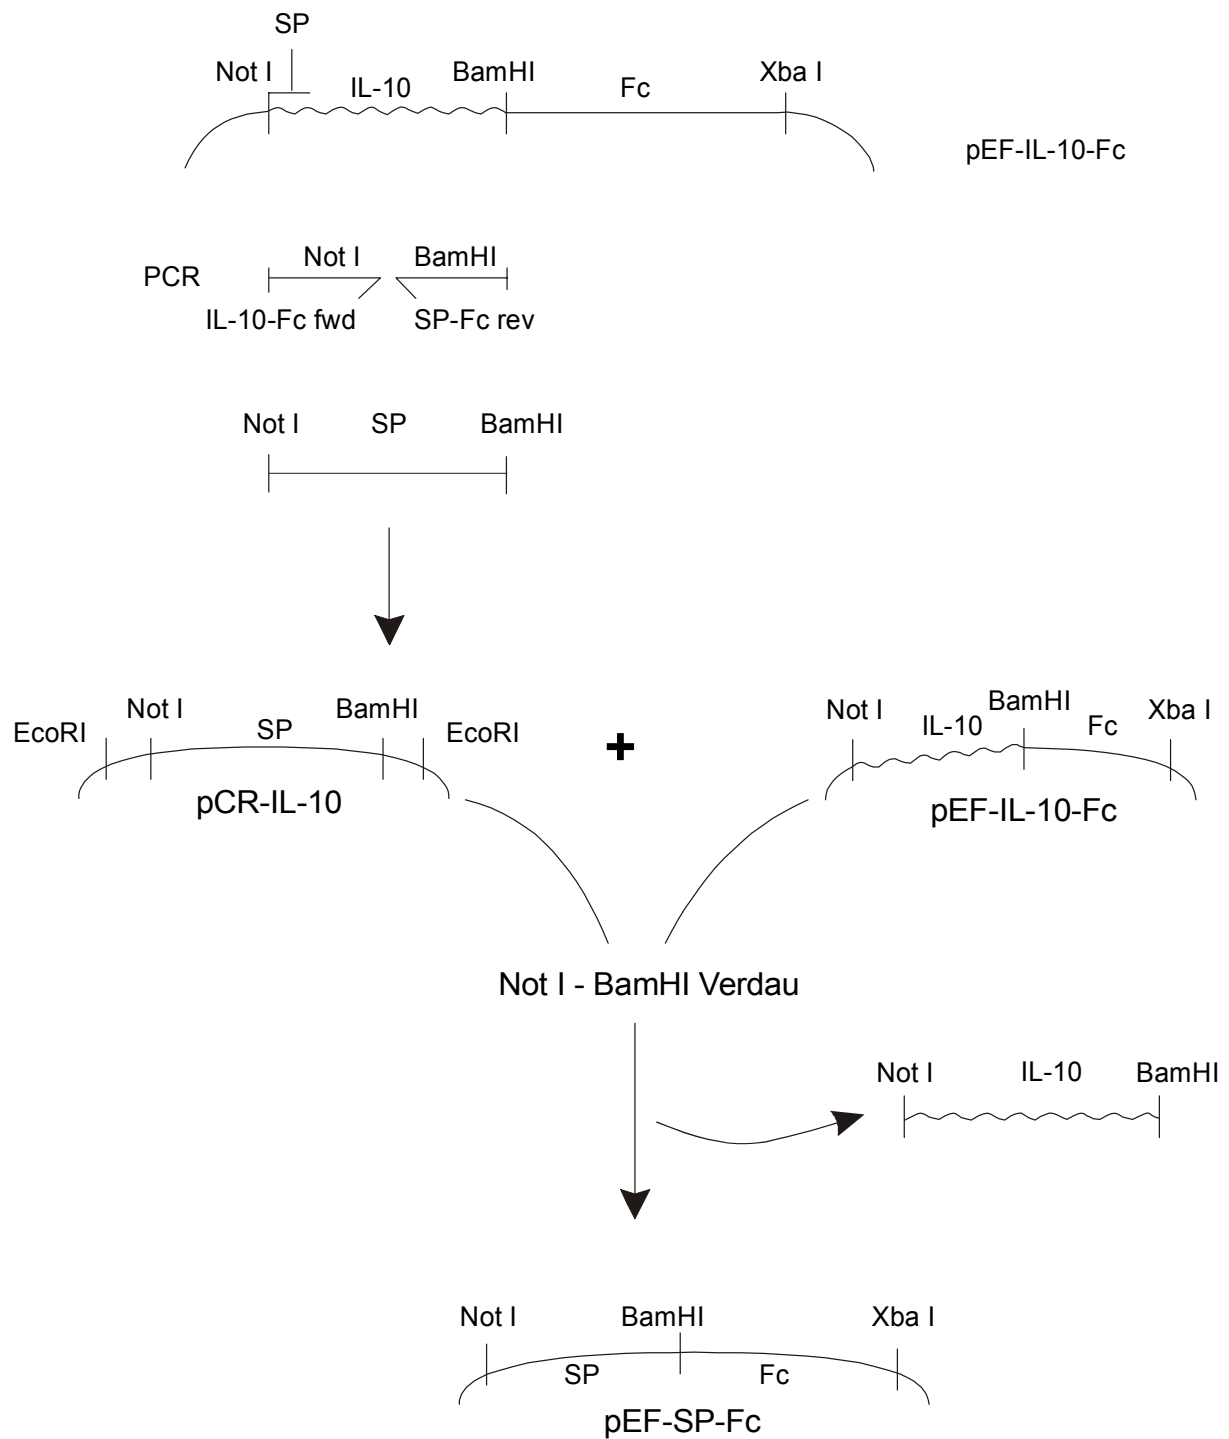 SP
Not I
IL-10
BamHI
Fc
Xba I
pEF-IL-10-Fc
PCR
Not I
BamHI
IL-10-Fc fwd
SP-Fc rev
Not I
SP
BamHI
EcoRI
Not I
SP
BamHI
EcoRI
pCR-IL-10
+
Not I
IL-10
BamHI
Fc
Xba I
pEF-IL-10-Fc
Not I - BamHI Verdau
Not I
IL-10
BamHI
Not I
BamHI
Xba I
SP
Fc
pEF-SP-Fc